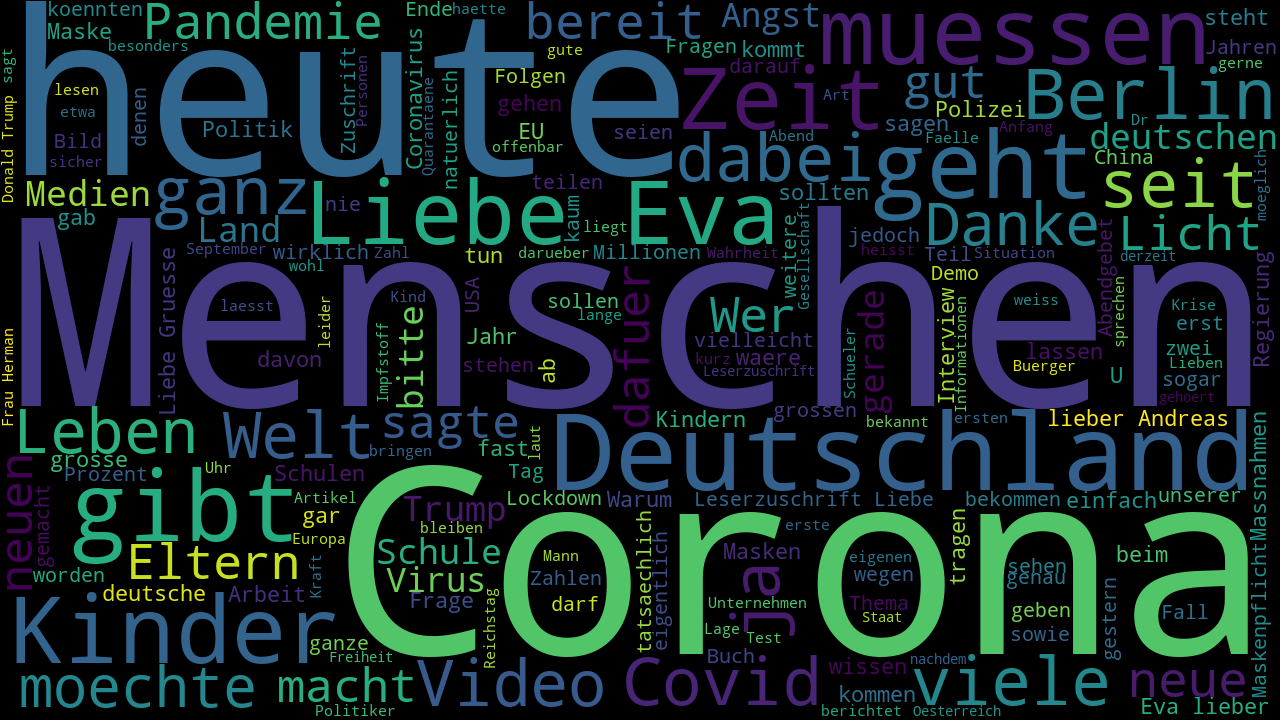 koennten
Pandemie
Ende
haette
bereit
Angst
muessen
steht
Maske
besonders
heute
gute
Fragen
kommt
Jahren
gerne
Donald Trump
sagt
lesen
etwa
Bild
sicher
denen
Politik
Zuschrift
Personen
Coronavirus
Quarantaene
natuerlich
Folgen
gehen
EU
offenbar
seien
darauf
Zeit
Art
gut
sagen
Polizei
Berlin
Dr
Faelle
Anfang
deutschen
Abend
dabei
geht
China
seit
moeglich
Medien
ganz
gab
Land
nie
Liebe Eva
teilen
kaum
liegt
sollten
Danke
Licht
September
wirklich
Zahl
wohl
tun
darueber
Millionen
Wahrheit
weitere
Gesellschaft
jedoch
Teil
Situation
derzeit
Regierung
Menschen
Frau Herman
Liebe Gruesse
laesst
leider
davon
Kind
Impfstoff
bitte
USA
Jahr
stehen
ab
sollen
lange
dafuer
Wer
vielleicht
kurz
waere
Leserzuschrift
Schueler
gerade
Demo
Interview
Informationen
weiss
Buerger
lassen
Abendgebet
sprechen
U
Krise
erst
zwei
Lieben
sogar
gehoert
Leben
Welt
sagte
bringen
fast
laut
Deutschland
Kindern
grossen
bekannt
ersten
lieber Andreas
grosse
Prozent
Uhr
Schulen
Tag
neuen
gemacht
gibt
Artikel
gar
Europa
Trump
bleiben
Lockdown
Warum
Leserzuschrift Liebe
bekommen
einfach
unserer
Massnahmen
Corona
erste
worden
Eltern
deutsche
Arbeit
Kraft
Schule
Virus
Frage
Reichstag
Mann
Zahlen
darf
tatsaechlich
eigentlich
Masken
ja
Unternehmen
Lage
Test
eigenen
wegen
Thema
Staat
tragen
sehen
genau
geben
sowie
beim
gestern
Fall
Maskenpflicht
Kinder
ganze
Freiheit
moechte
macht
Politiker
Video
Covid
Buch
wissen
kommen
berichtet
nachdem
viele
Oesterreich
neue
Eva lieber